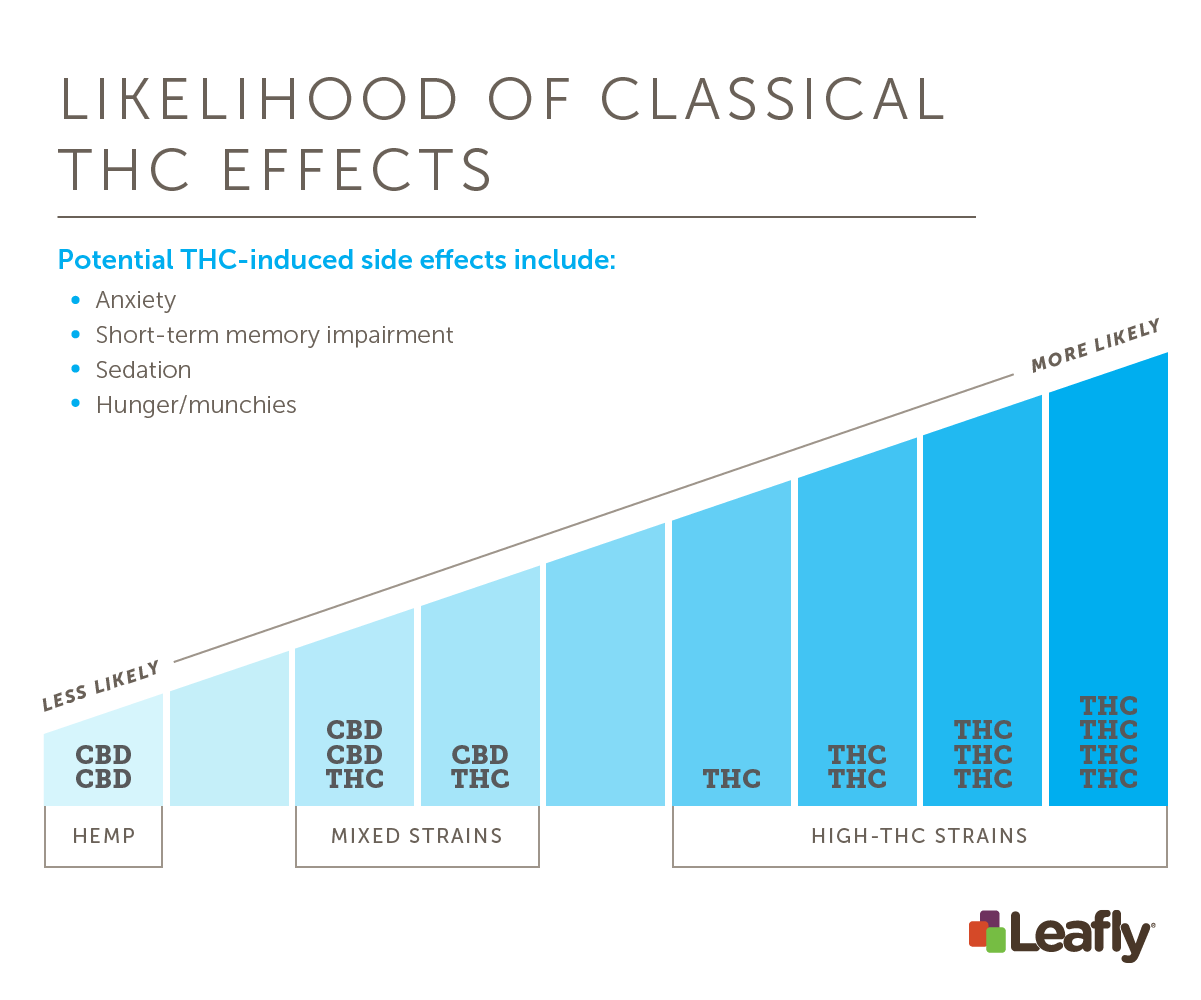 LIKELIHOOD OF CLASSICAL
THC EFFECTS
Potential THC-induced side effects include:
• Anxiety
• Short-term memory impairment
• Sedation
• Hunger/munchies
LESS LIKELY
MORE LIKELY
CBD
CBD
CBD
CBD
THC
CBD
THC
THC
THC
THC
THC
THC
THC
THC
THC
THC
THC
HEMP
MIXED STRAINS
HIGH-THC STRAINS
Leafly®